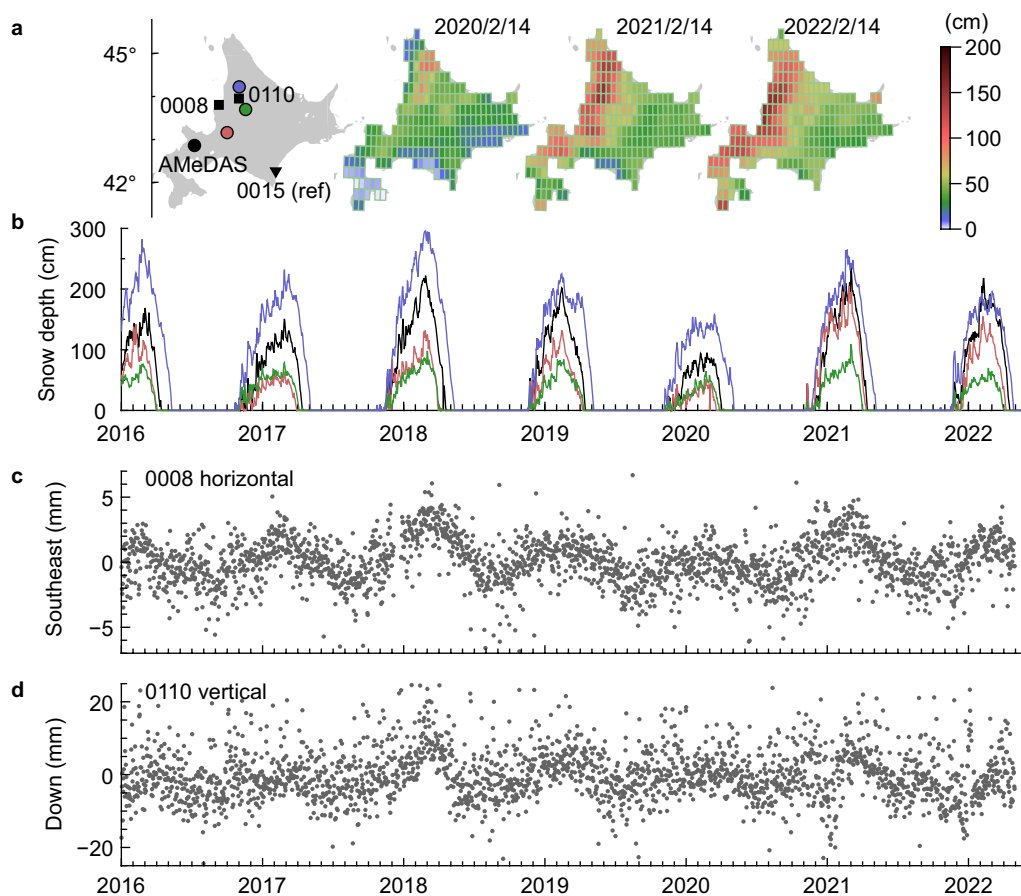 a 2020/2/14 2021/2/14 2022/2/14 (cm)
45° 200
0008 0110 150
100
AMeDAS 50
42° 0015 (ref) 0
b 300
Snow depth (cm)
200
100
0
2016 2017 2018 2019 2020 2021 2022
c 0008 horizontal
Southeast (mm)
5
0
−5
d 0110 vertical
Down (mm)
20
0
−20
2016 2017 2018 2019 2020 2021 2022